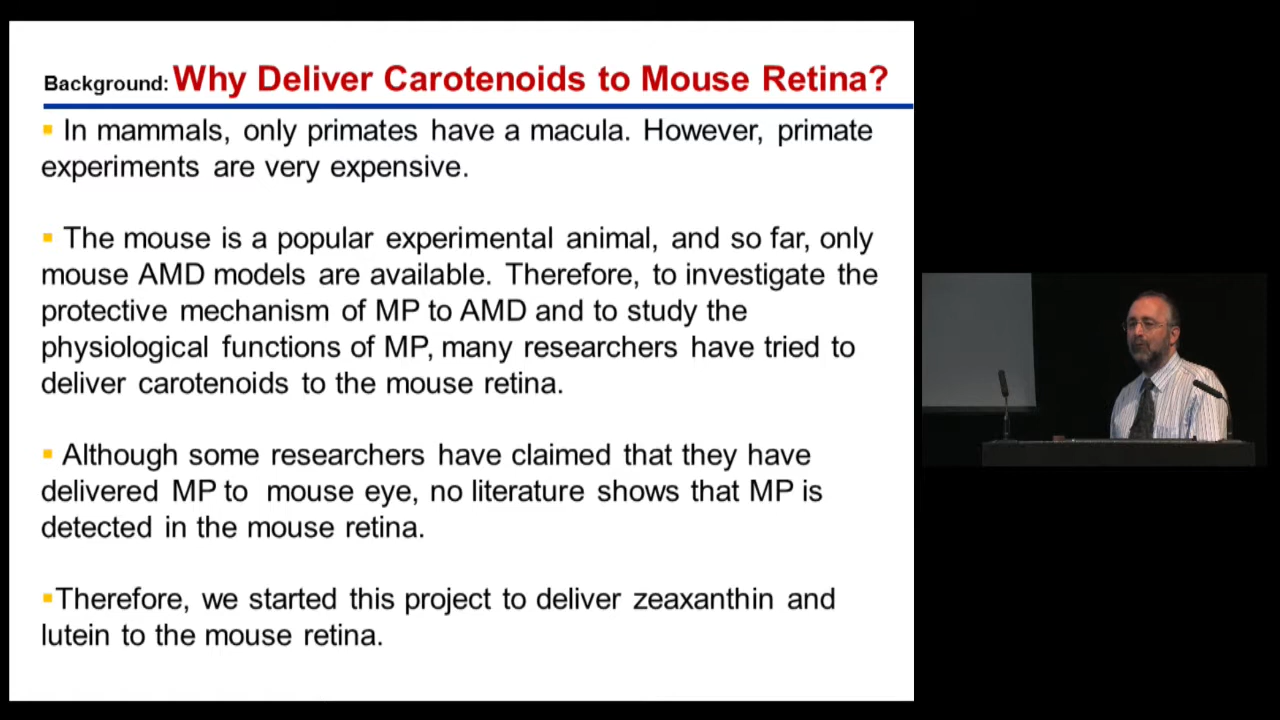 Background: Why Deliver Carotenoids to Mouse Retina?
▪ In mammals, only primates have a macula. However, primate
experiments are very expensive.
▪ The mouse is a popular experimental animal, and so far, only
mouse AMD models are available. Therefore, to investigate the
protective mechanism of MP to AMD and to study the
physiological functions of MP, many researchers have tried to
deliver carotenoids to the mouse retina.
▪ Although some researchers have claimed that they have
delivered MP to mouse eye, no literature shows that MP is
detected in the mouse retina.
▪Therefore, we started this project to deliver zeaxanthin and
lutein to the mouse retina.